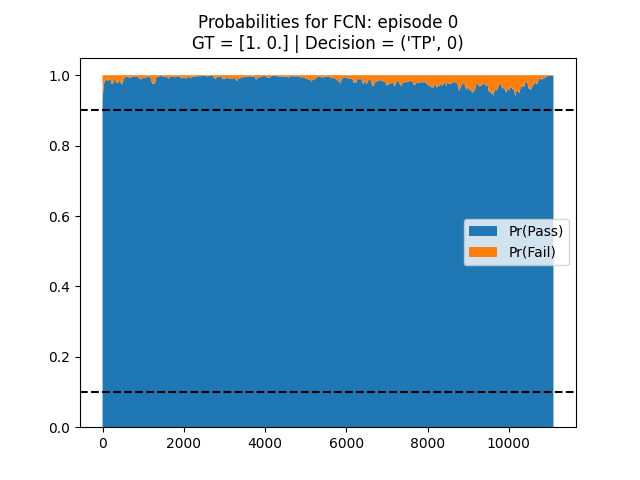 Probabilities for FCN: episode 0
GT = [1. 0.] | Decision = ('TP', 0)
1.0
0.8
0.6
0.4
0.2
0.0
Pr(Pass)
Pr(Fail)
0 2000 4000 6000 8000 10000